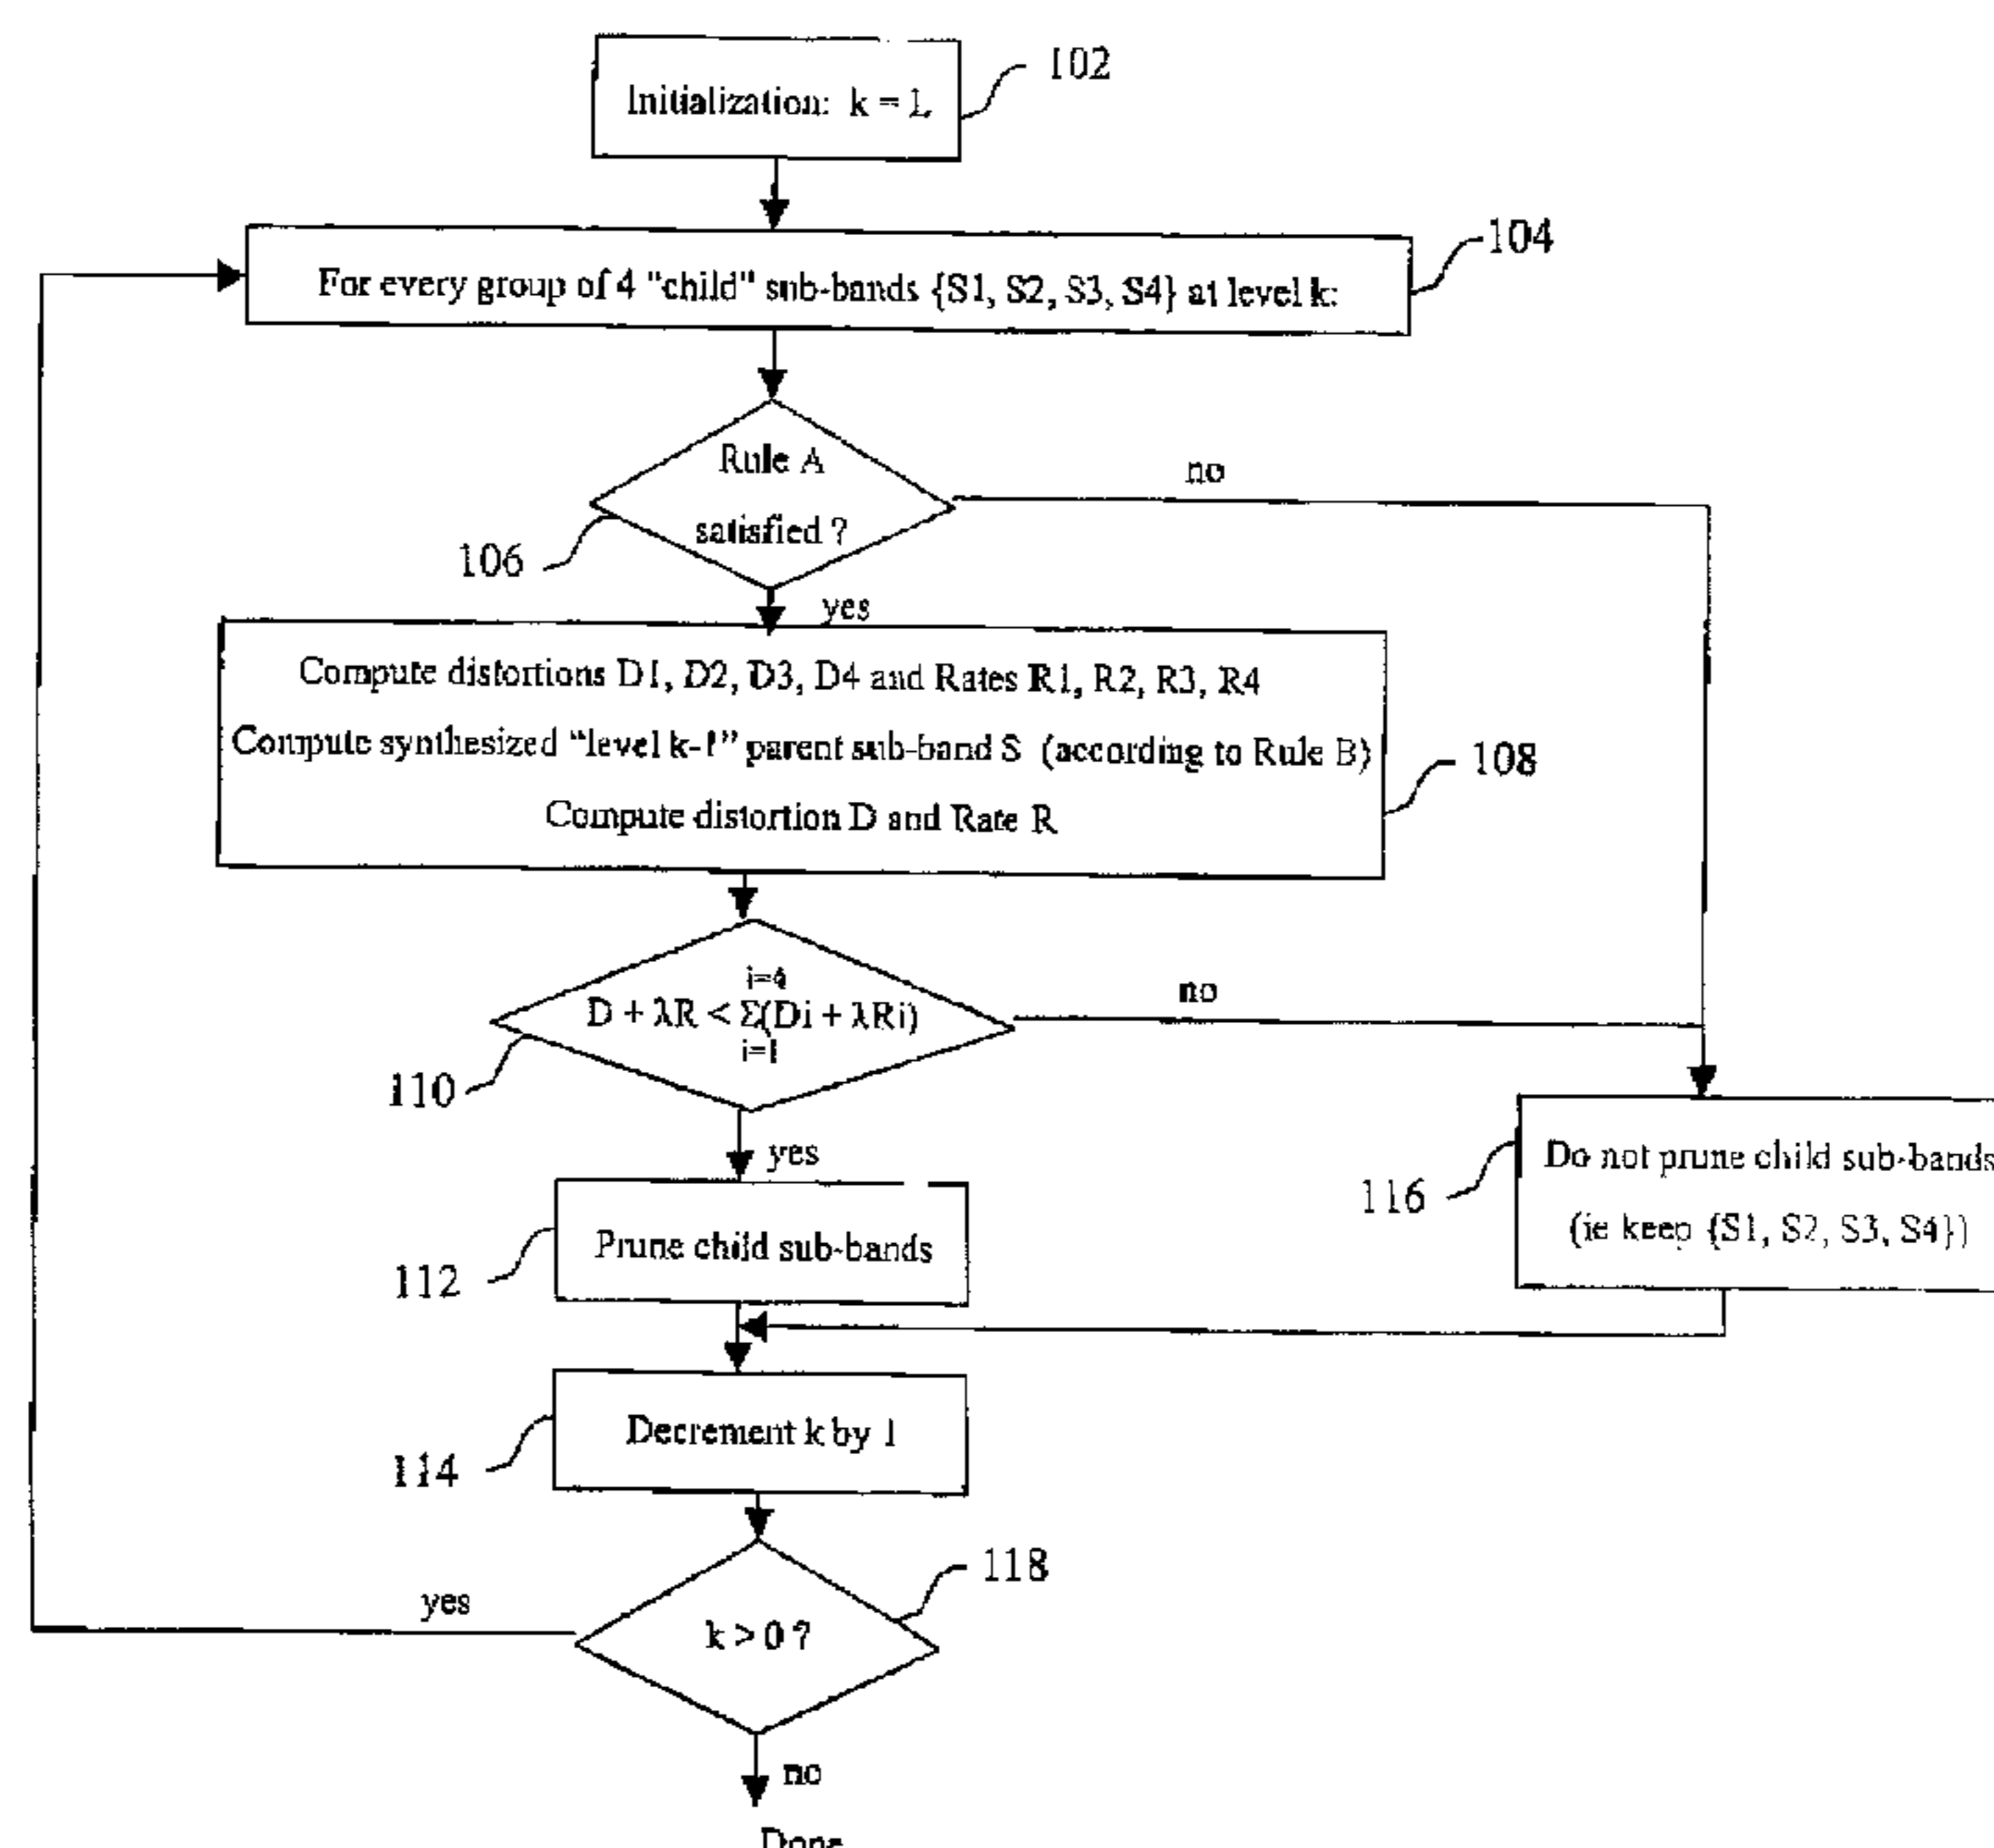 Initialization: k = L
102
104
For every group of 4 "child" sub-bands {S1, S2, S3, S4} at level k:
Rule A
satisfied ?
no
106
yes
Compute distortions D1, D2, D3, D4 and Rates R1, R2, R3, R4
Compute synthesized “level k-1” parent sub-band S (according to Rule B)
Compute distortion D and Rate R
108
i=4
D + λR < Σ(Di + λRi)
i=1
no
110
yes
Do not prune child sub-bands
(ie keep {S1, S2, S3, S4})
116
Prune child sub-bands
112
Decrement k by 1
114
118
yes
k > 0 ?
no
Done